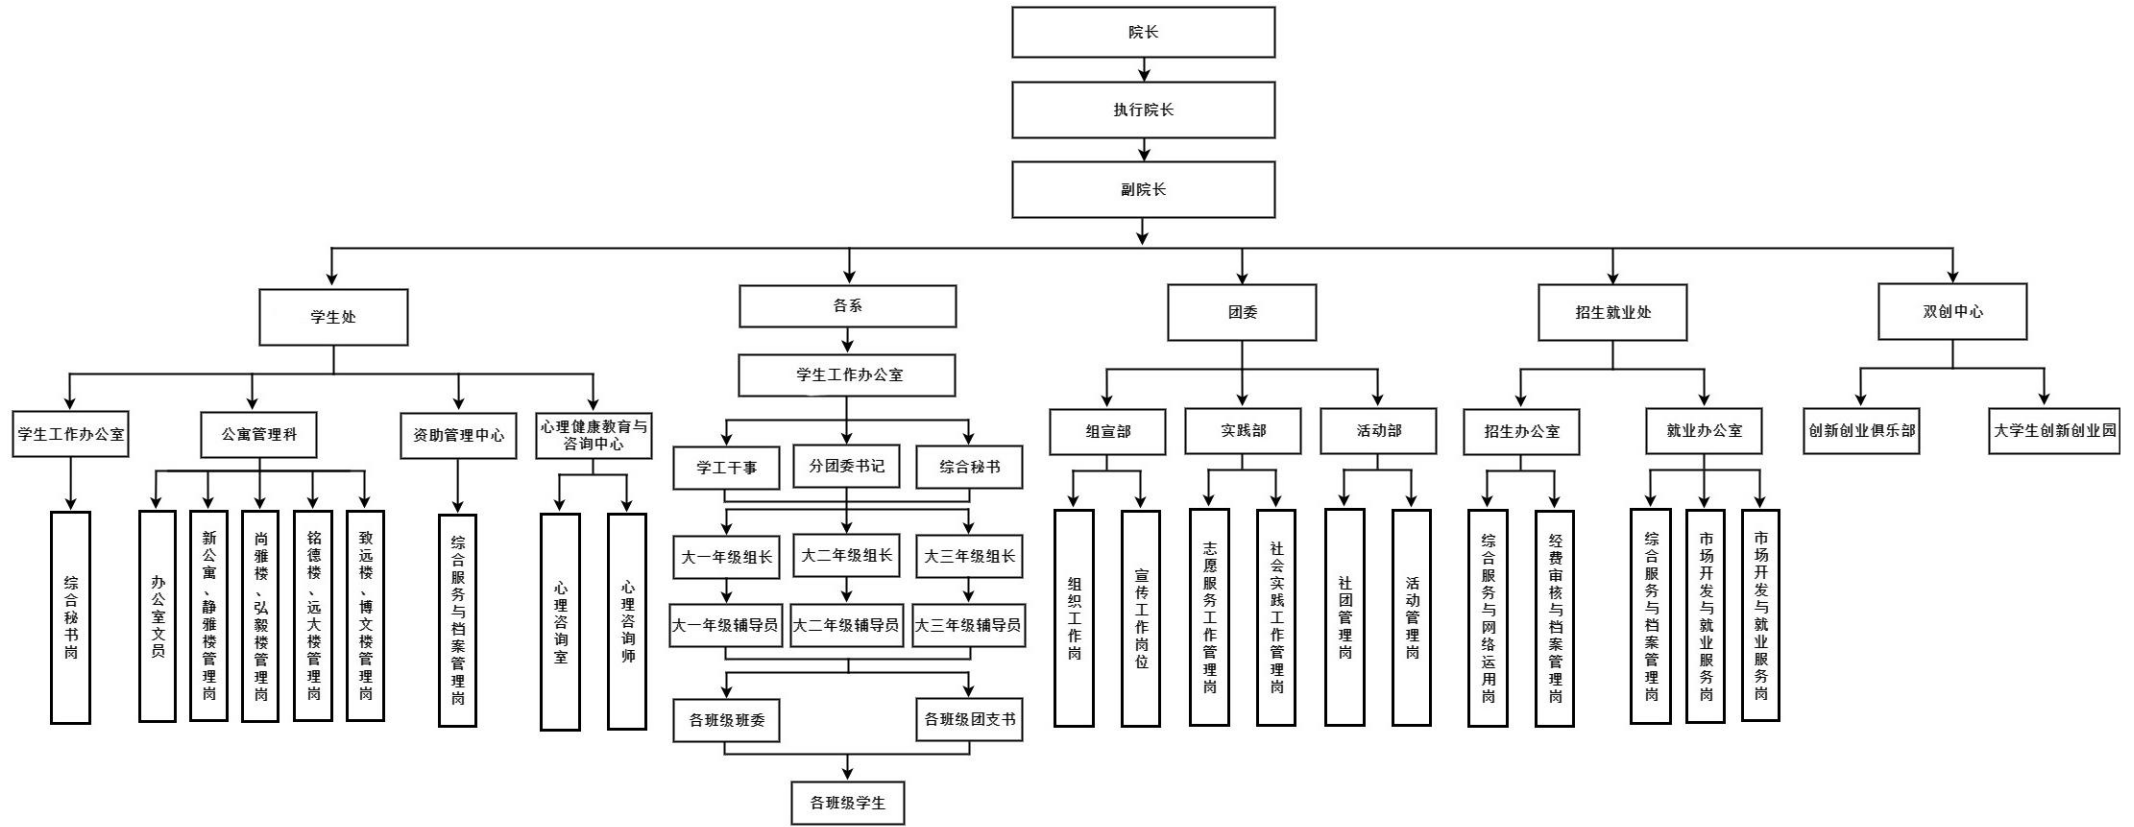 院长
执行院长
副院长
学生处
各系
团委
招生就业处
双创中心
学生工作办公室
学生工作办公室
公寓管理科
资助管理中心
心理健康教育与
咨询中心
学工干事
分团委书记
综合秘书
组宣部
实践部
活动部
招生办公室
就业办公室
创新创业俱乐部
大学生创新创业园
综合秘书岗
办公室文员
新公寓、静雅楼管理岗
尚雅楼、弘毅楼管理岗
铭德楼、远大楼管理岗
致远楼、博文楼管理岗
综合服务与档案管理岗
心理咨询室
心理咨询师
大一年级组长
大二年级组长
大三年级组长
大一年级辅导员
大二年级辅导员
大三年级辅导员
各班级班委
各班级团支书
各班级学生
组织工作岗
宣传工作岗位
志愿服务工作管理岗
社会实践工作管理岗
社团管理岗
活动管理岗
综合服务与网络运用岗
经费审核与档案管理岗
综合服务与档案管理岗
市场开发与就业服务岗
市场开发与就业服务岗